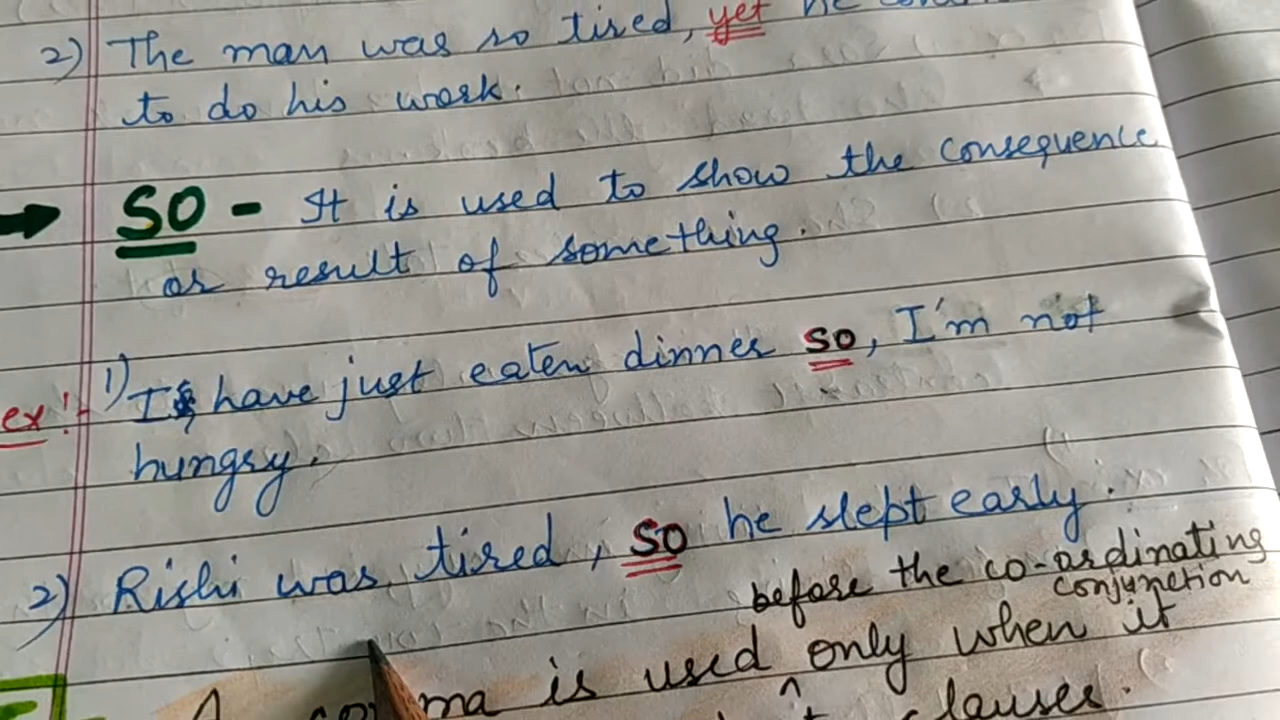 2) The man was so tired, yet he
to do his work.
SO - It is used to show the consequence
or result of something.
ex:- 1) I have just eaten dinner so, I'm not
hungry.
2) Rishi was tired, so he slept early.
before the co-ordinating
conjunction
A comma is used only when it
clauses.